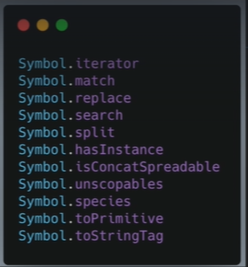 Symbol.iterator
Symbol.match
Symbol.replace
Symbol.search
Symbol.split
Symbol.hasInstance
Symbol.isConcatSpreadable
Symbol.unscopables
Symbol.species
Symbol.toPrimitive
Symbol.toStringTag